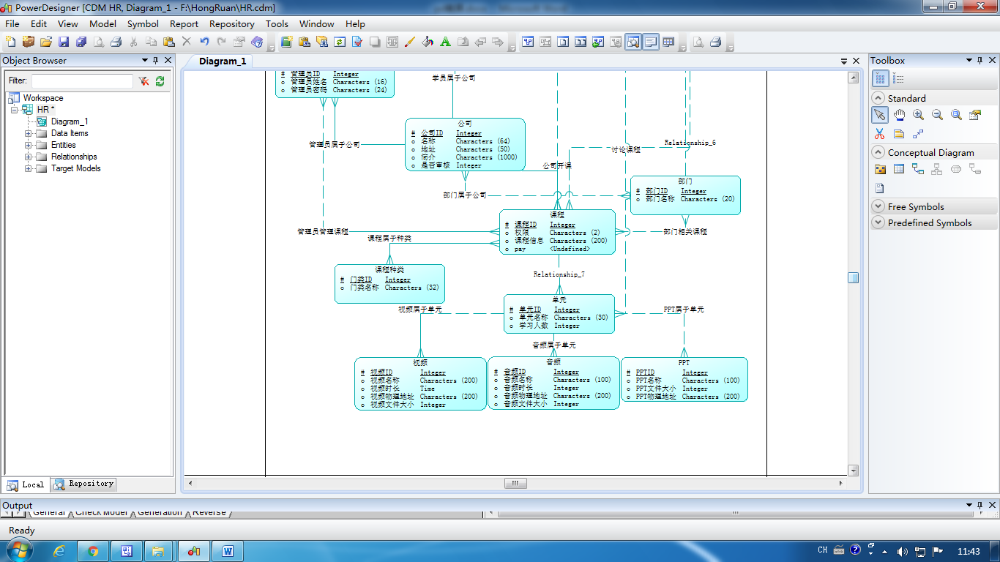 PowerDesigner [CDM HR, Diagram_1 - F:\HongRuan\HR.cdm]
File Edit View Model Symbol Report Repository Tools Window Help
Object Browser
Filter:
Workspace
HR *
Diagram_1
Data Items
Entities
Relationships
Target Models
Local Repository
Diagram_1
# 管理员ID Integer
o 管理员姓名 Characters (16)
o 管理员密码 Characters (24)
学员属于公司
公司
# 公司ID Integer
o 名称 Characters (64)
o 地址 Characters (50)
o 简介 Characters (1000)
o 是否审核 Integer
管理员属于公司
Relationship_6
讨论课程
公司开课
部门
# 部门ID Integer
o 部门名称 Characters (20)
部门属于公司
课程
# 课程ID Integer
o 权限 Characters (2)
o 课程信息 Characters (200)
o pay <Undefined>
管理员管理课程
课程属于种类
部门相关课程
课程种类
# 门类ID Integer
o 门类名称 Characters (32)
Relationship_7
单元
# 单元ID Integer
o 单元名称 Characters (30)
o 学习人数 Integer
视频属于单元
PPT属于单元
音频属于单元
视频
# 视频ID Integer
o 视频名称 Characters (200)
o 视频时长 Time
o 视频物理地址 Characters (200)
o 视频文件大小 Integer
音频
# 音频ID Integer
o 音频名称 Characters (100)
o 音频时长 Integer
o 音频物理地址 Characters (200)
o 音频文件大小 Integer
PPT
# PPTID Integer
o PPT名称 Characters (100)
o PPT文件大小 Integer
o PPT物理地址 Characters (200)
Toolbox
Standard
Conceptual Diagram
Free Symbols
Predefined Symbols
Output
General Check Model Generation Reverse
Ready
CH
11:43